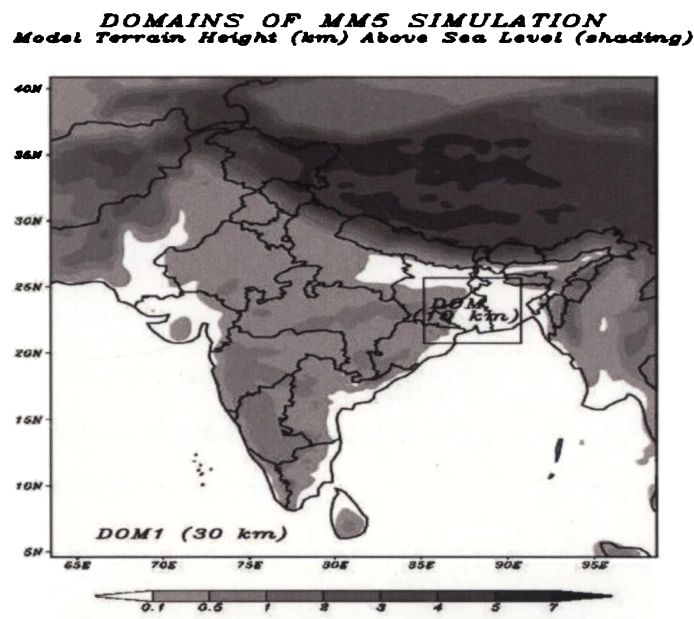 DOMAINS OF MM5 SIMULATION
Model Terrain Height (km) Above Sea Level (shading)
40N
35N
30N
25N
20N
15N
10N
5N
DOM
(10 km)
DOM1 (30 km)
65E 70E 75E 80E 85E 90E 95E
0.1 0.5 1 2 3 4 5 7